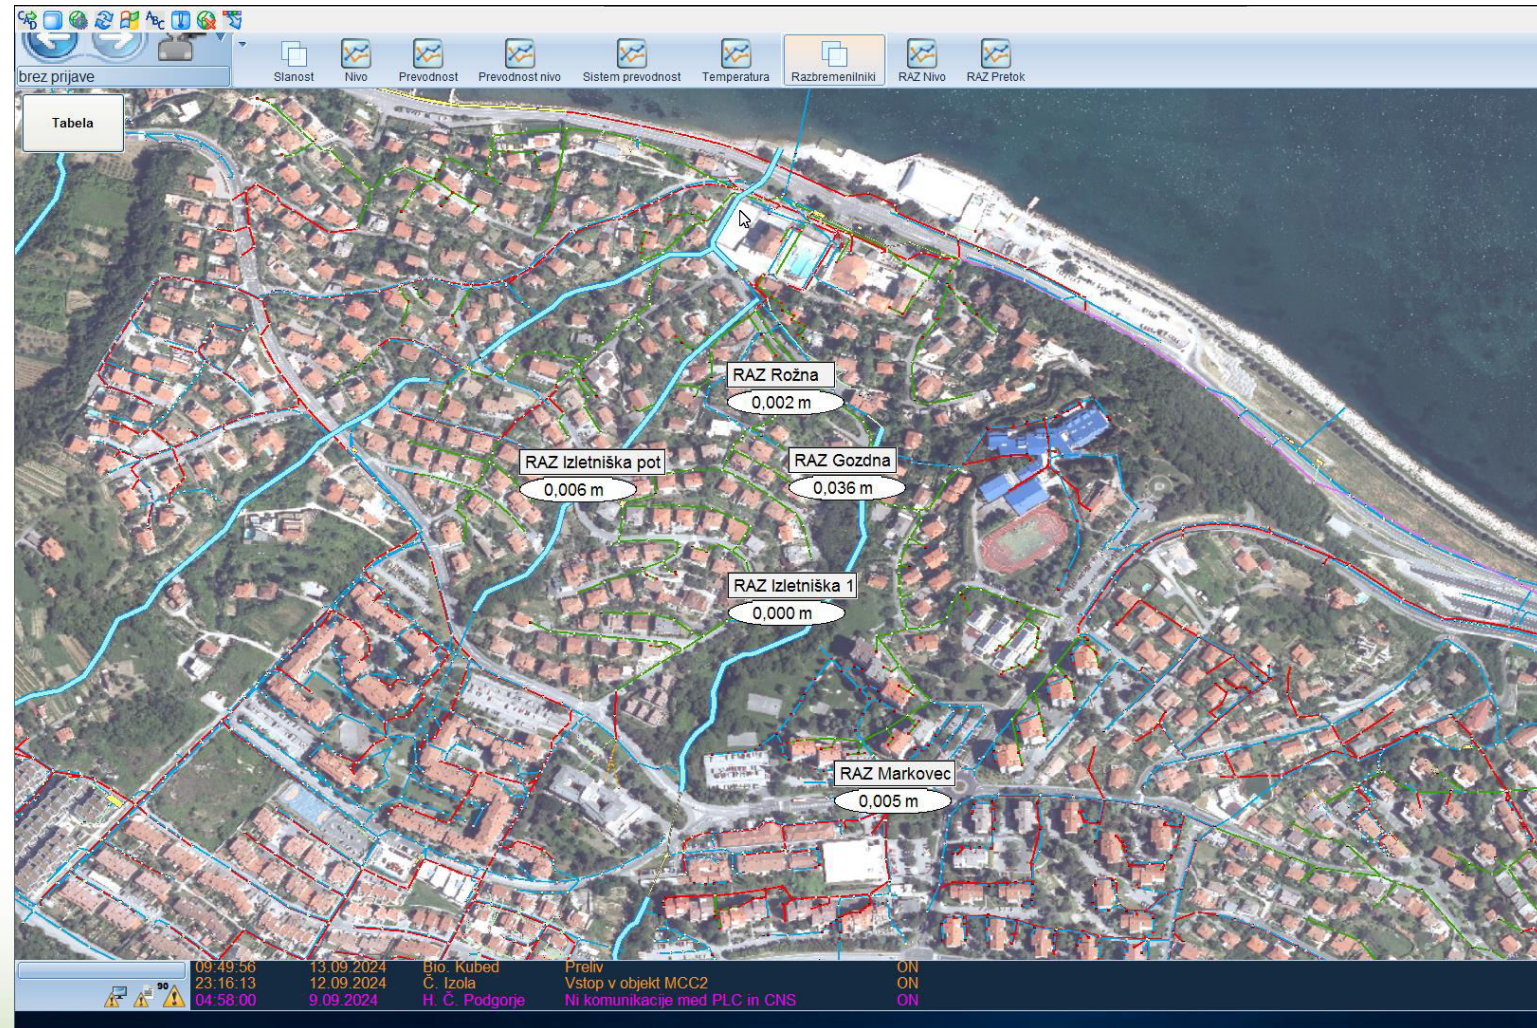 CAD
ABC
brez prijave
Slanost
Nivo
Prevodnost
Prevodnost nivo
Sistem prevodnost
Temperatura
Razbremenilniki
RAZ Nivo
RAZ Pretok
Tabela
RAZ Rožna
0,002 m
RAZ Izletniška pot
0,006 m
RAZ Gozdna
0,036 m
RAZ Izletniška 1
0,000 m
RAZ Markovec
0,005 m
09:49:56 13.09.2024 Bio. Kubed Preliv ON
23:16:13 12.09.2024 Č. Izola Vstop v objekt MCC2 ON
04:58:00 9.09.2024 H. Č. Podgorje Ni komunikacije med PLC in CNS ON
90